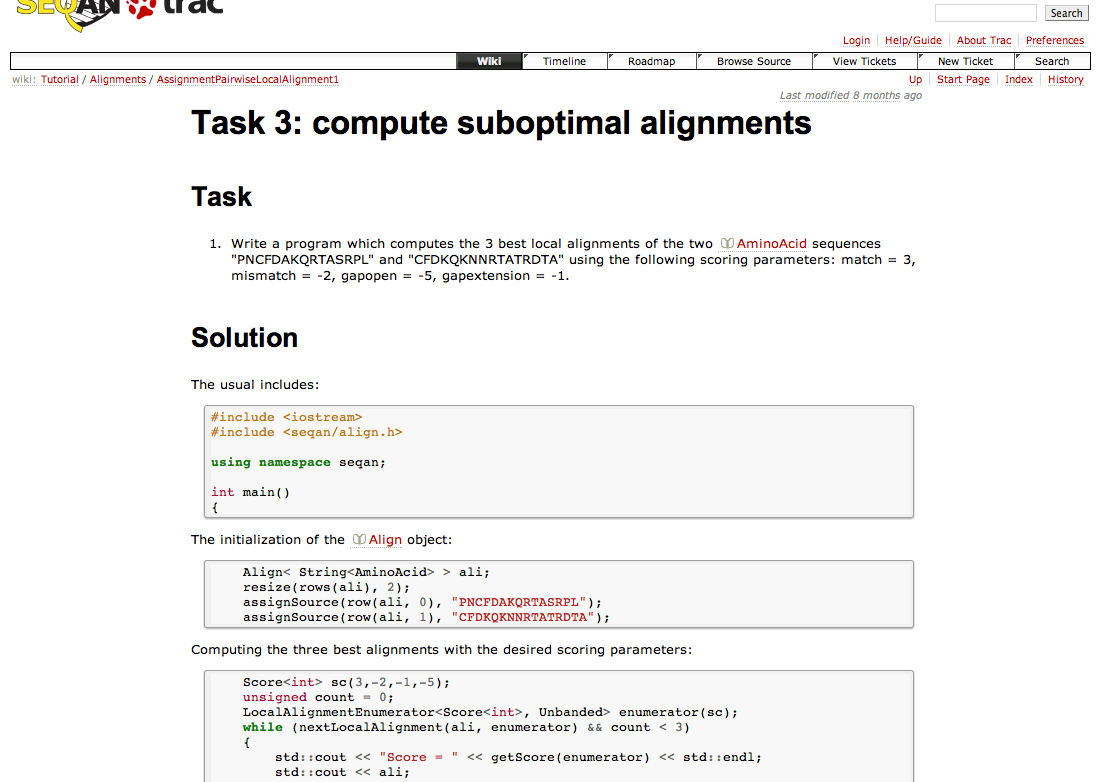 SEQAN trac
Search
Login Help/Guide About Trac Preferences
Wiki Timeline Roadmap Browse Source View Tickets New Ticket Search
wiki: Tutorial / Alignments / AssignmentPairwiseLocalAlignment1
Up Start Page Index History
Last modified 8 months ago
Task 3: compute suboptimal alignments
Task
1. Write a program which computes the 3 best local alignments of the two AminoAcid sequences
"PNCFDAKQRTASRPL" and "CFDKQKNNRTATRDTA" using the following scoring parameters: match = 3,
mismatch = -2, gapopen = -5, gapextension = -1.
Solution
The usual includes:
#include <iostream>
#include <seqan/align.h>
using namespace seqan;
int main()
{
The initialization of the Align object:
Align< String<AminoAcid> > ali;
resize(rows(ali), 2);
assignSource(row(ali, 0), "PNCFDAKQRTASRPL");
assignSource(row(ali, 1), "CFDKQKNNRTATRDTA");
Computing the three best alignments with the desired scoring parameters:
Score<int> sc(3,-2,-1,-5);
unsigned count = 0;
LocalAlignmentEnumerator<Score<int>, Unbanded> enumerator(sc);
while (nextLocalAlignment(ali, enumerator) && count < 3)
{
std::cout << "Score = " << getScore(enumerator) << std::endl;
std::cout << ali;